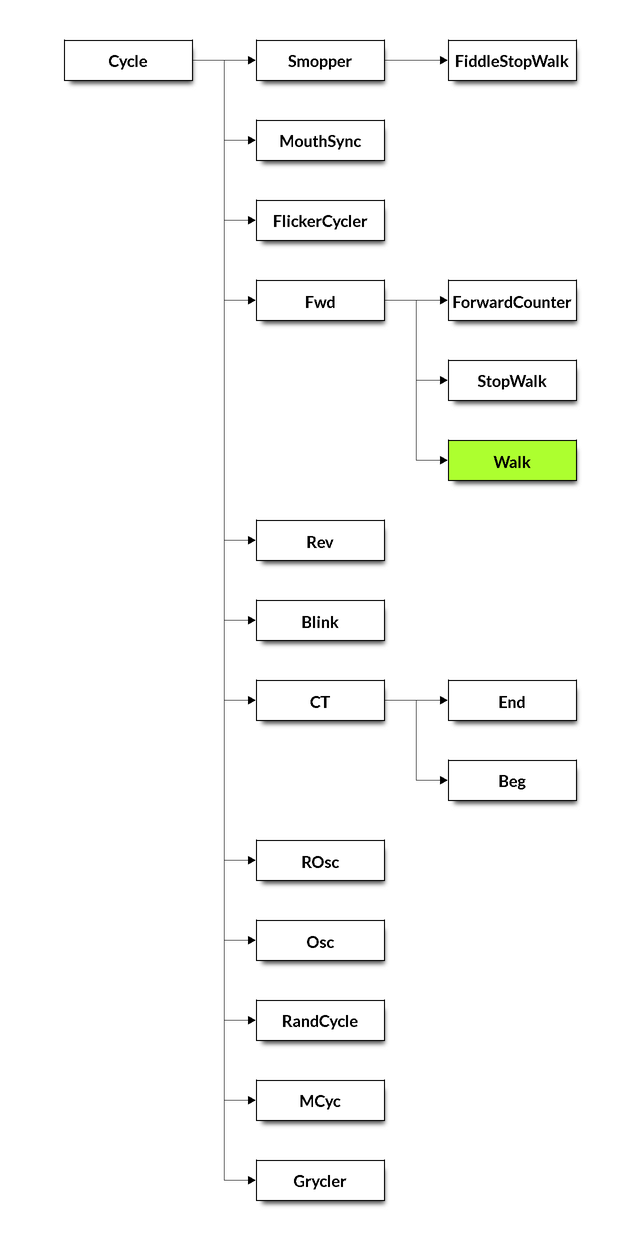 Cycle
Smopper
FiddleStopWalk
MouthSync
FlickerCycler
Fwd
ForwardCounter
StopWalk
Walk
Rev
Blink
CT
End
Beg
ROsc
Osc
RandCycle
MCyc
Grycler